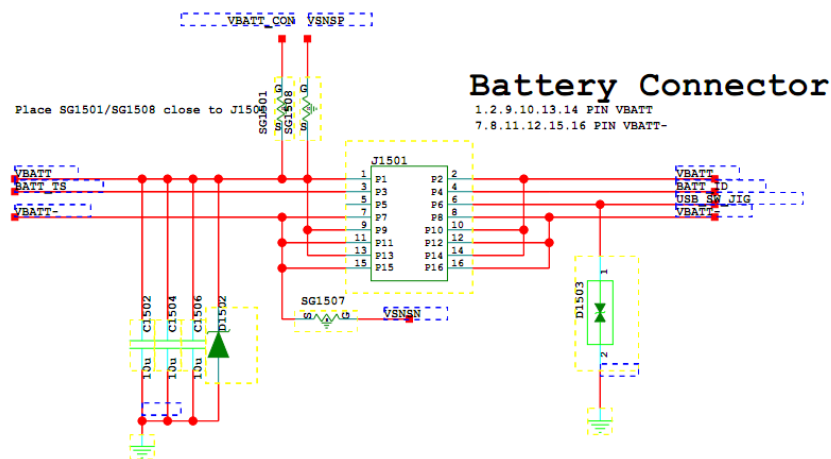 VBATT_CON VSNSP
Battery Connector
1.2.9.10.13.14 PIN VBATT
7.8.11.12.15.16 PIN VBATT-
Place SG1501/SG1508 close to J1501
SG1501
G
S
SG1508
G
S
J1501
VBATT 1 P1 P2 2 VBATT
BATT_TS 3 P3 P4 4 BATT_ID
5 P5 P6 6 USB_SW_JIG
VBATT- 7 P7 P8 8 VBATT-
9 P9 P10 10
11 P11 P12 12
13 P13 P14 14
15 P15 P16 16
SG1507
S G VSNSN
C1502
10u
C1504
10u
C1506
10u
D1502
D1503
1
2